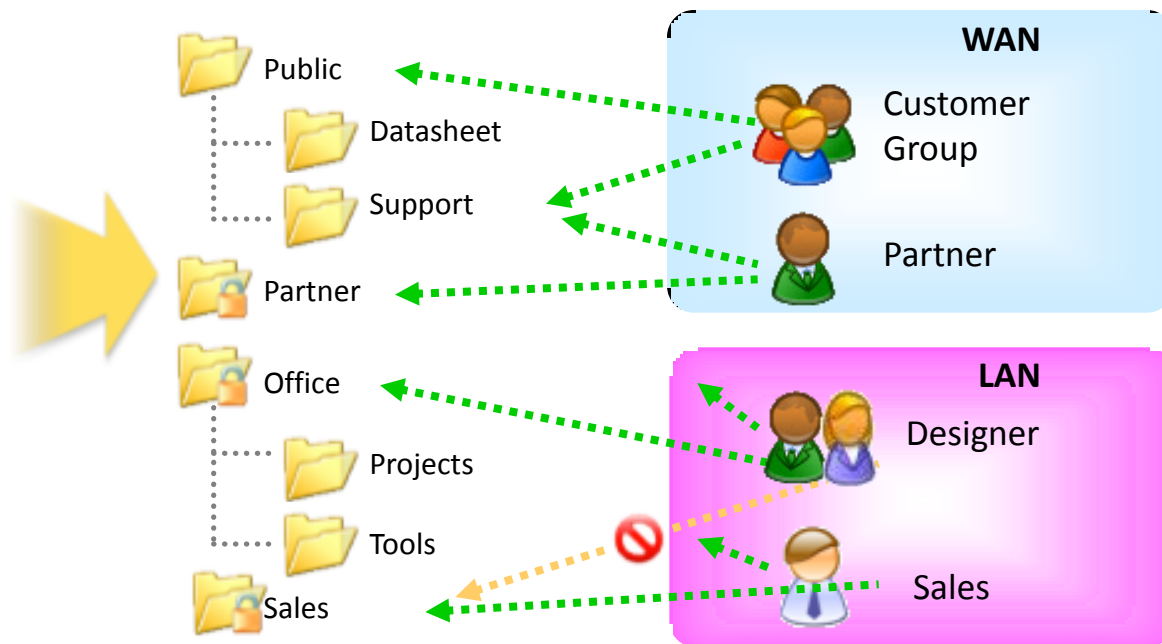 Public
Datasheet
Support
Partner
Office
Projects
Tools
Sales
WAN
Customer
Group
Partner
LAN
Designer
Sales